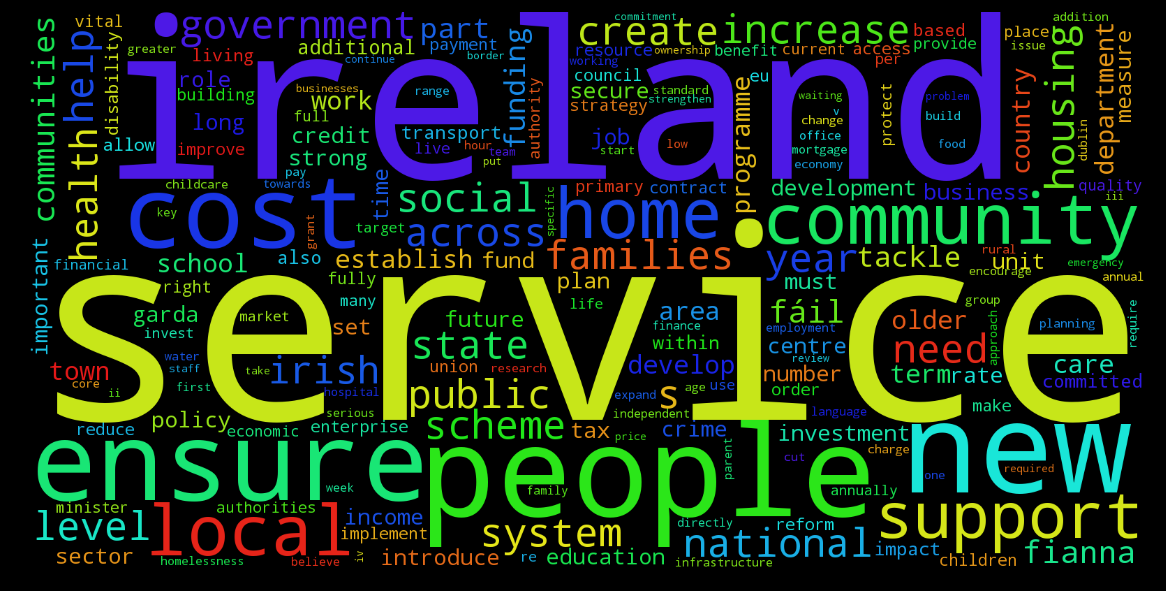 commitment
addition
vital
government
part
create
increase
based
place
communities
help
disability
greater
living
additional
payment
border
resource
ownership
benefit
current
access
provide
issue
housing
department
measure
continue
working
funding
ireland
role
businesses
range
council
eu
per
country
building
work
full
authority
secure
standard
strengthen
strategy
waiting
v
change
problem
protect
build
long
credit
transport
hour
job
office
food
dublin
allow
improve
strong
live
team
put
start
low
mortgage
economy
health
pay
childcare
towards
time
social
primary
contract
programme
development
business
quality
iii
key
cost
grant
target
across
specific
home
community
important
financial
school
also
establish
fund
families
year
tackle
rural
unit
emergency
right
fully
many
plan
must
encourage
annual
service
garda
market
set
future
life
area
fáil
group
older
planning
require
invest
state
finance
within
employment
centre
need
approach
town
water
staff
take
irish
union
research
develop
review
number
term
rate
care
committed
core
ii
first
hospital
public
expand
s
age
use
order
language
make
reduce
policy
economic
serious
enterprise
scheme
independent
tax
price
crime
investment
charge
new
ensure
week
people
family
parent
cut
annually
one
required
minister
authorities
income
level
local
implement
system
directly
reform
national
support
impact
sector
homelessness
believe
iv
introduce
re
education
infrastructure
children
fianna